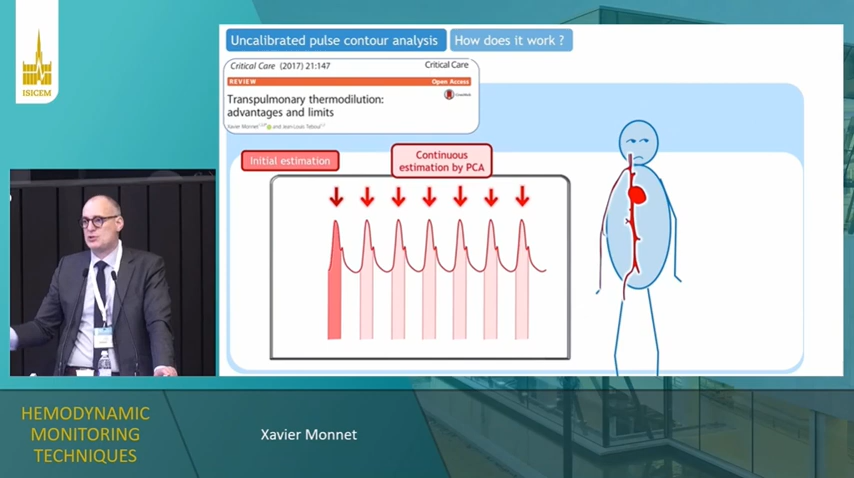 ISICEM
Uncalibrated pulse contour analysis
How does it work ?
Critical Care (2017) 21:147
Critical Care
REVIEW
Open Access
Transpulmonary thermodilution:
advantages and limits
Xavier Monnet and Jean-Louis Teboul
Initial estimation
Continuous
estimation by PCA
HEMODYNAMIC
MONITORING
TECHNIQUES
Xavier Monnet